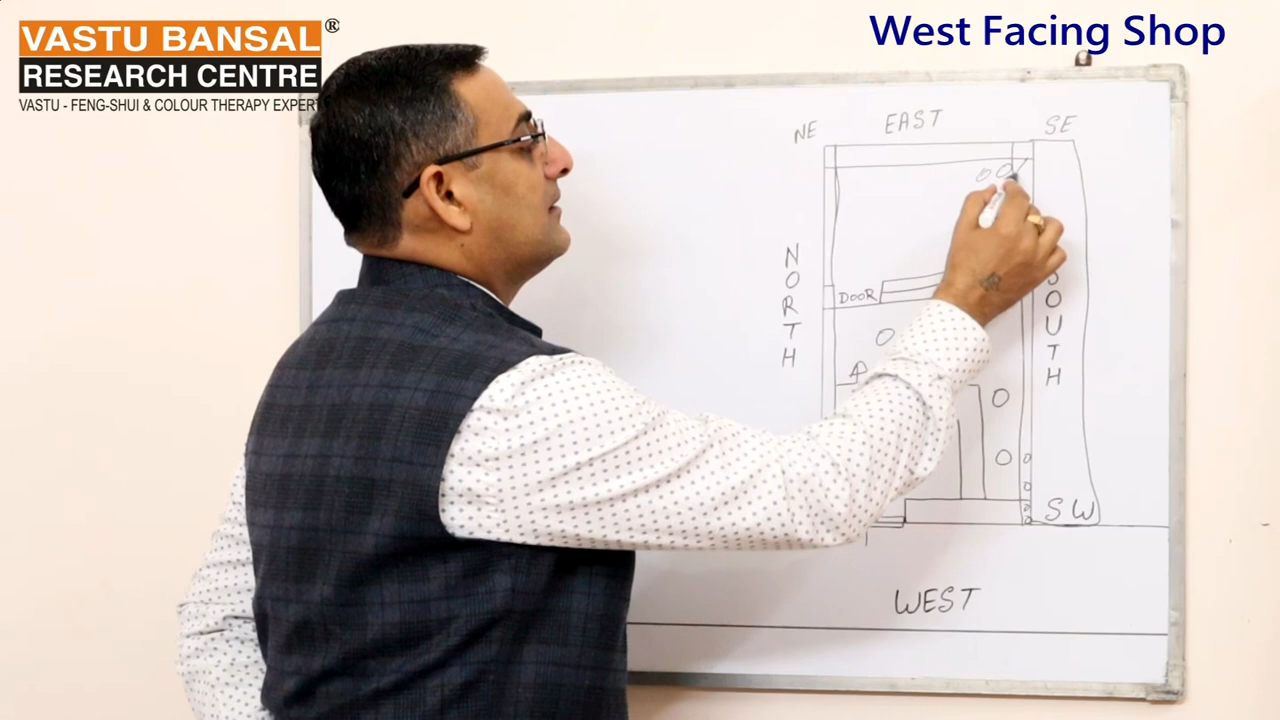 VASTU BANSAL®
RESEARCH CENTRE
VASTU - FENG-SHUI & COLOUR THERAPY EXPERT
West Facing Shop
NE EAST SE
NORTH
DOOR
SOUTH
SW
WEST